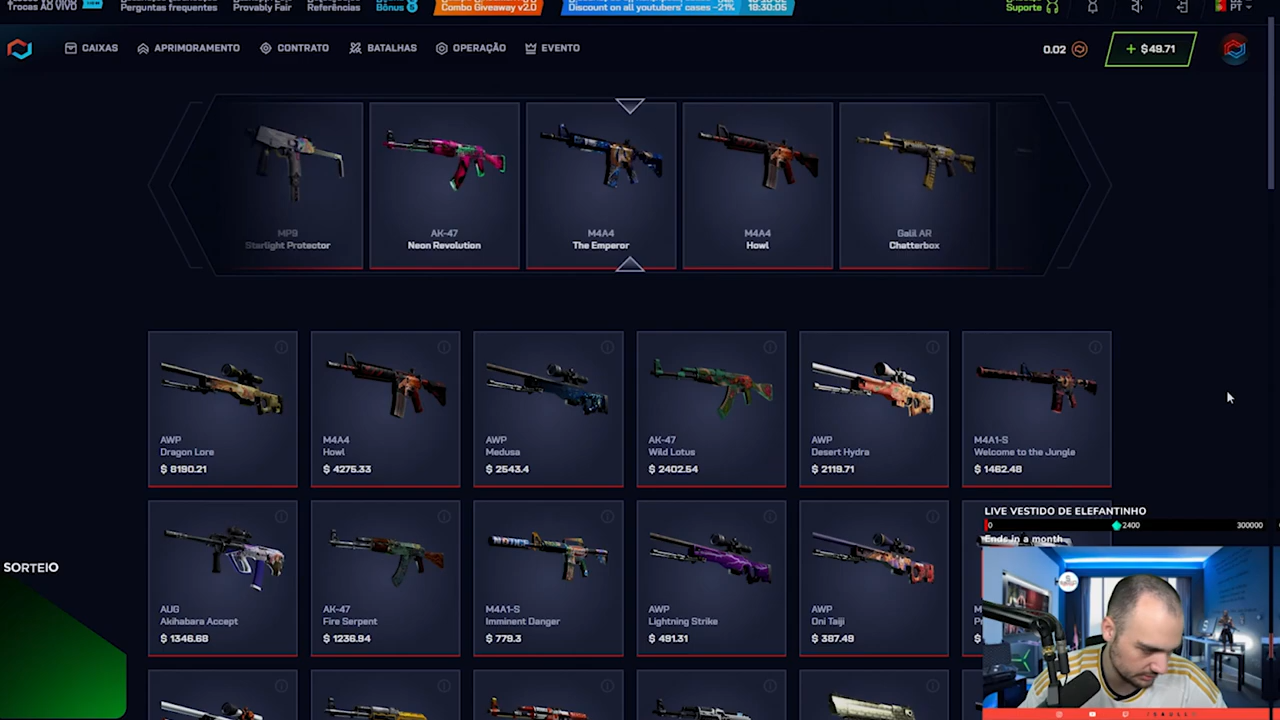 Perguntas frequentes
Provably Fair
Referências
Bônus
Combo Giveaway v2.0
Discount on all youtubers' cases -21%
18:30:05
Suporte
PT
CAIXAS
APRIMORAMENTO
CONTRATO
BATALHAS
OPERAÇÃO
EVENTO
0.02
+ $49.71
MP9
Starlight Protector
AK-47
Neon Revolution
M4A4
The Emperor
M4A4
Howl
Galil AR
Chatterbox
AWP
Dragon Lore
$ 8190.21
M4A4
Howl
$ 4275.33
AWP
Medusa
$ 2543.4
AK-47
Wild Lotus
$ 2402.54
AWP
Desert Hydra
$ 2119.71
M4A1-S
Welcome to the Jungle
$ 1462.48
LIVE VESTIDO DE ELEFANTINHO
0
2400
300000
Ends in a month
SORTEIO
AUG
Akihabara Accept
$ 1346.68
AK-47
Fire Serpent
$ 1236.94
M4A1-S
Imminent Danger
$ 779.3
AWP
Lightning Strike
$ 491.31
AWP
Oni Taiji
$ 387.49